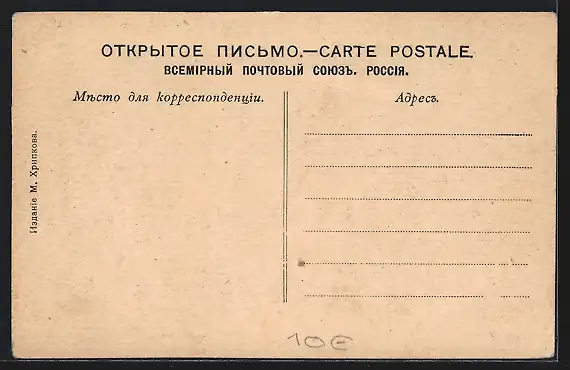 ОТКРЫТОЕ ПИСЬМО.—CARTE POSTALE.
ВСЕМІРНЫЙ ПОЧТОВЫЙ СОЮЗЪ. РОССІЯ.
Мѣсто для корреспонденціи.
Адресъ.
Изданіе М. Хрипкова.
10€